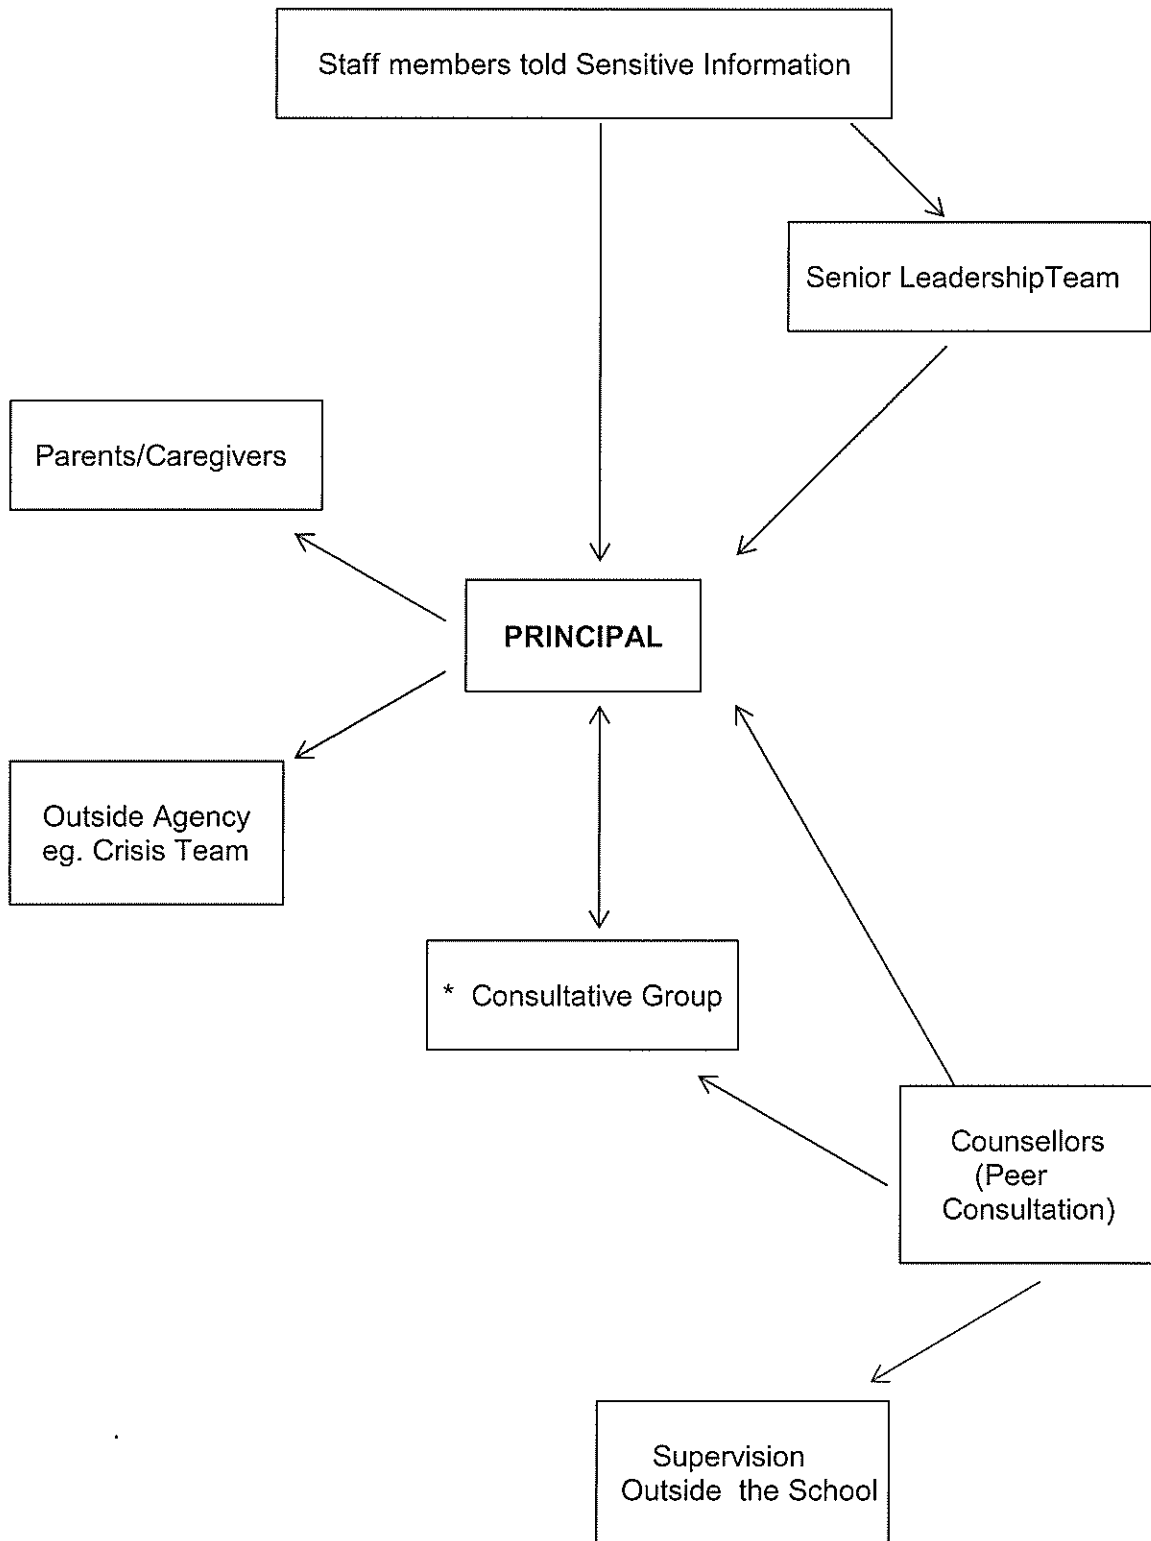 Staff members told Sensitive Information
Senior LeadershipTeam
Parents/Caregivers
PRINCIPAL
Outside Agency
eg. Crisis Team
* Consultative Group
Counsellors
(Peer
Consultation)
Supervision
Outside the School